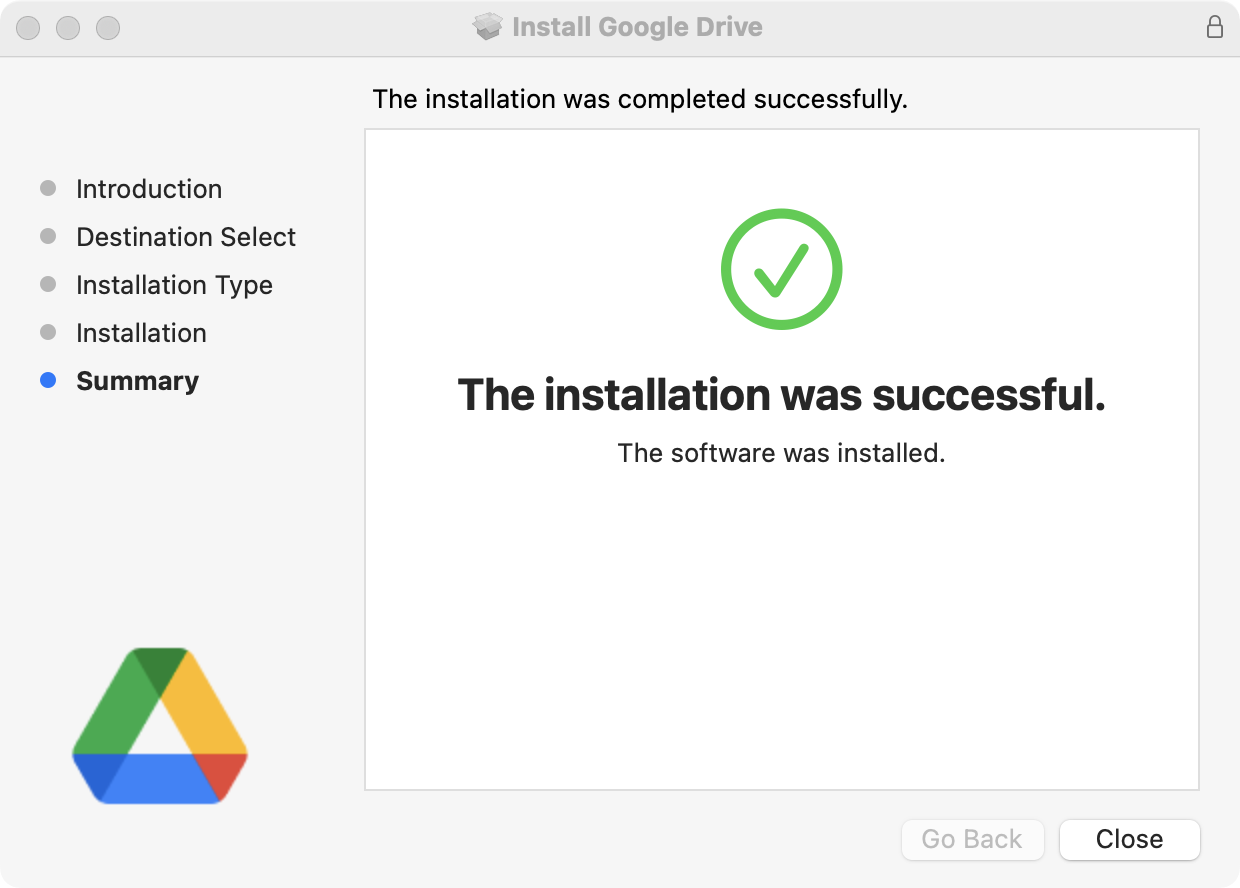 Install Google Drive
The installation was completed successfully.
Introduction
Destination Select
Installation Type
Installation
Summary
The installation was successful.
The software was installed.
Go Back
Close